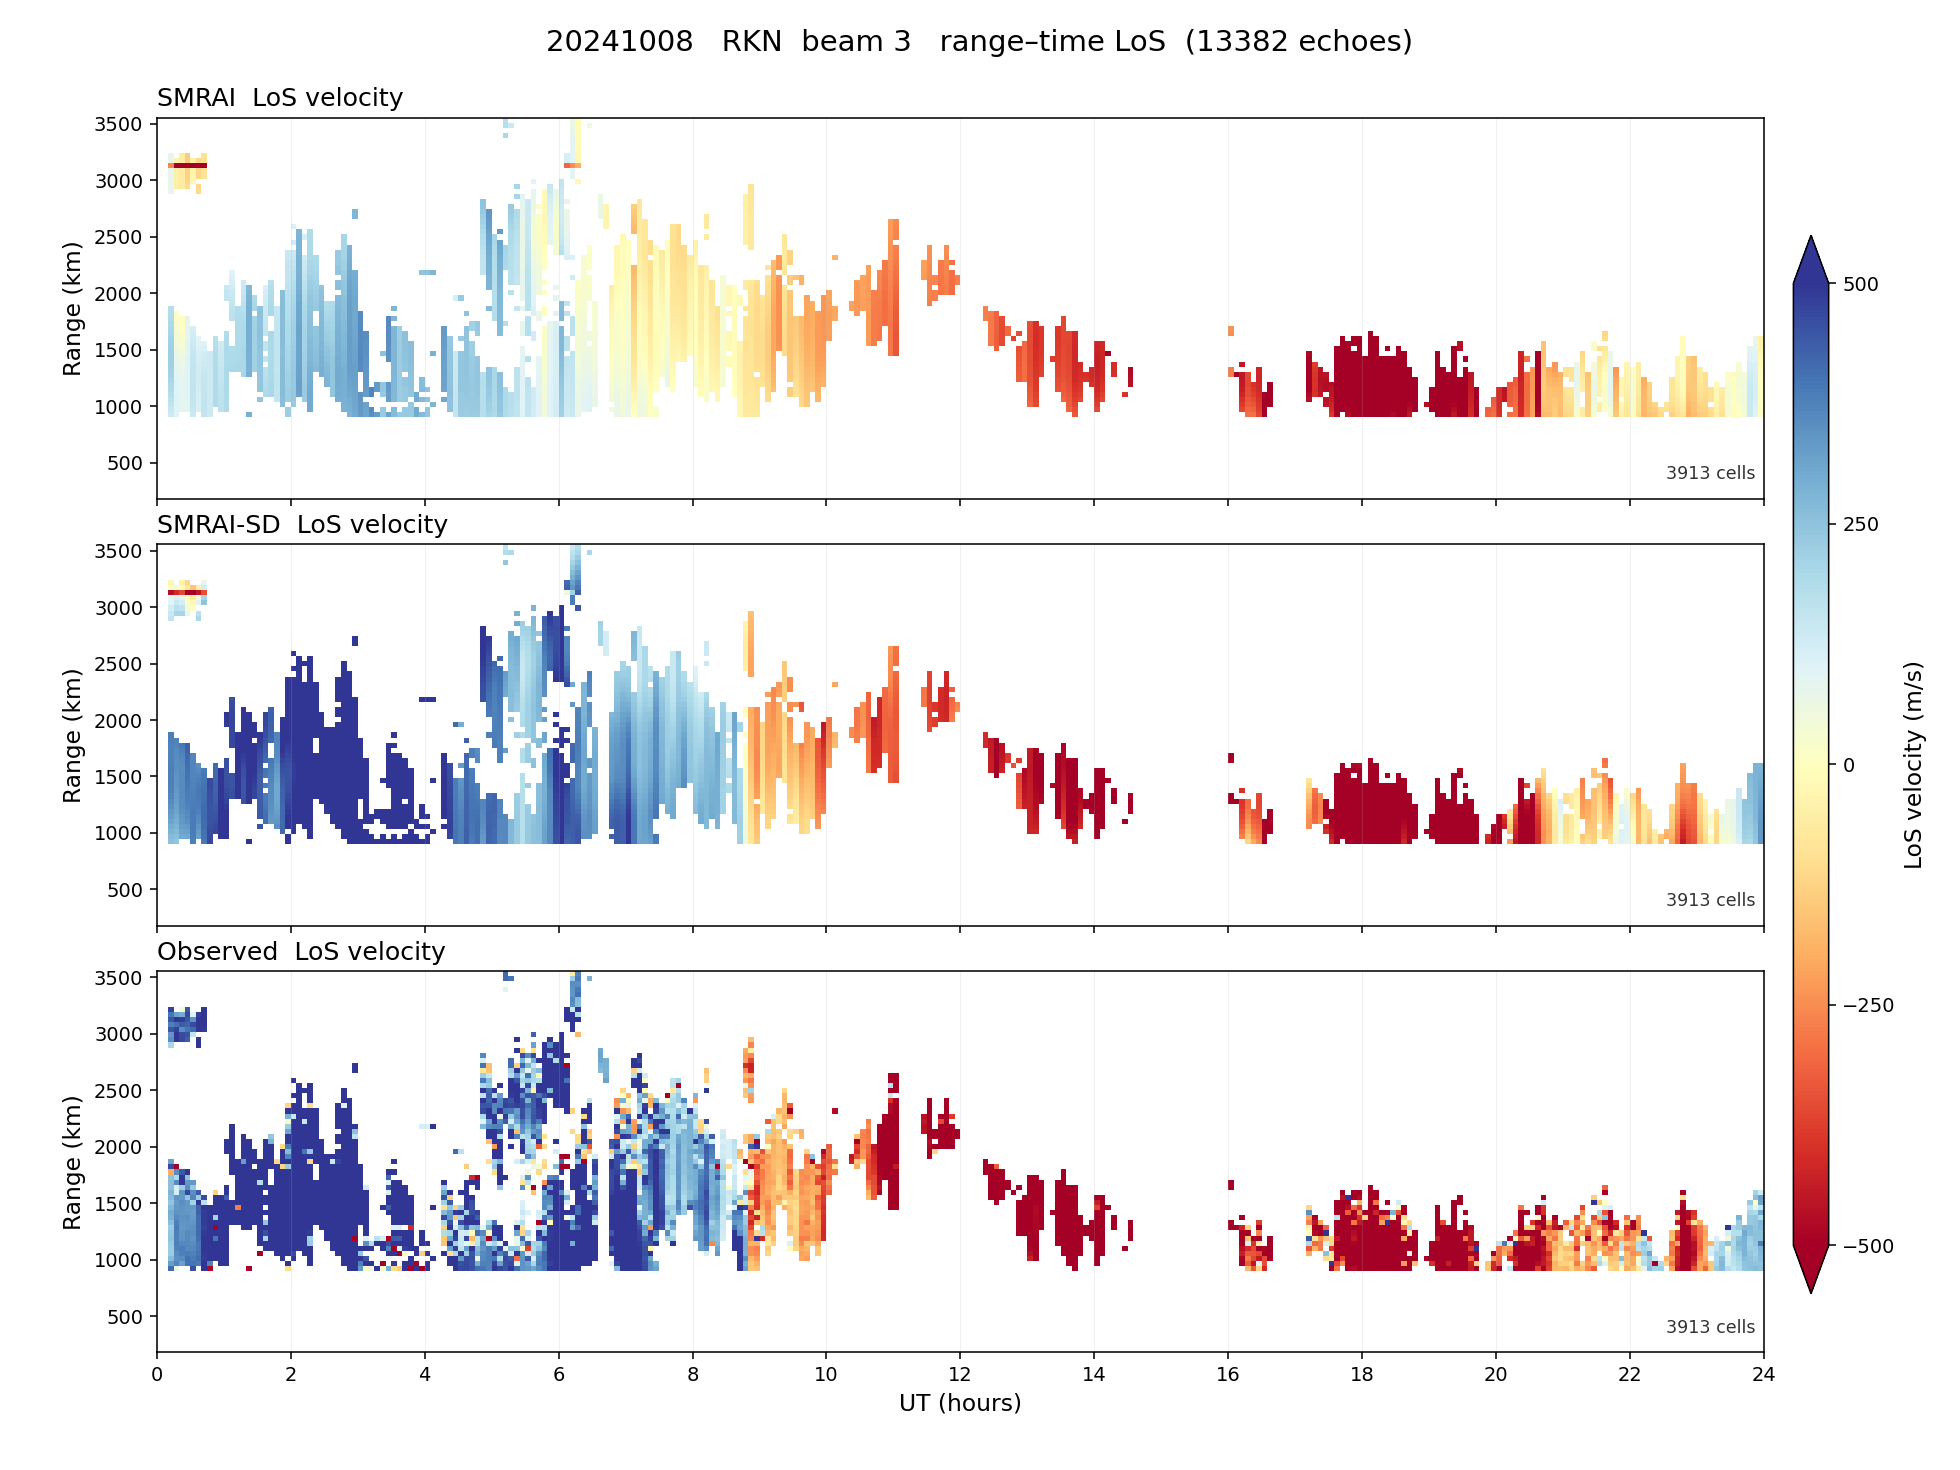 20241008 RKN beam 3 range–time LoS (13382 echoes)
SMRAI LoS velocity
3500
3000
2500
2000
1500
1000
500
Range (km)
3913 cells
SMRAI-SD LoS velocity
3500
3000
2500
2000
1500
1000
500
Range (km)
3913 cells
Observed LoS velocity
3500
3000
2500
2000
1500
1000
500
Range (km)
3913 cells
0 2 4 6 8 10 12 14 16 18 20 22 24
UT (hours)
500
250
0
−250
−500
LoS velocity (m/s)